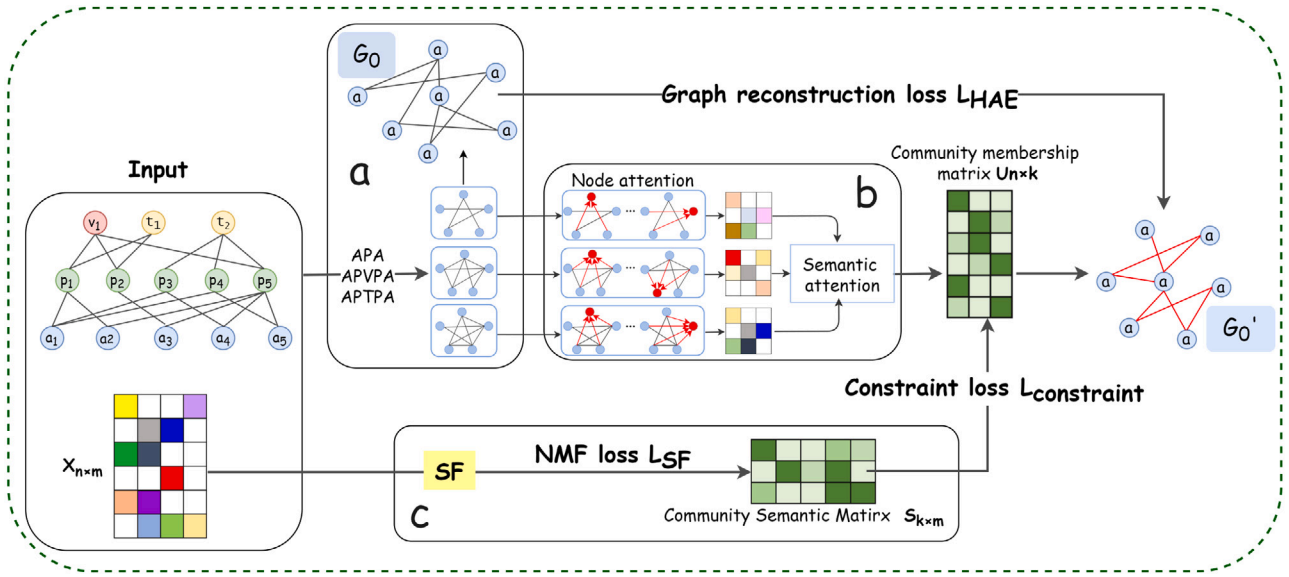 Input
v1
t1
t2
p1
p2
p3
p4
p5
a1
a2
a3
a4
a5
Xn×m
G0
a
a
a
a
a
a
a
a
APA
APVPA
APTPA
Node attention
b
...
...
...
...
...
...
Semantic
attention
Graph reconstruction loss LHAE
Community membership
matrix Un×k
a
a
a
a
a
a
a
G0'
Constraint loss Lconstraint
c
SF
NMF loss LSF
Community Semantic Matirx Sk×m